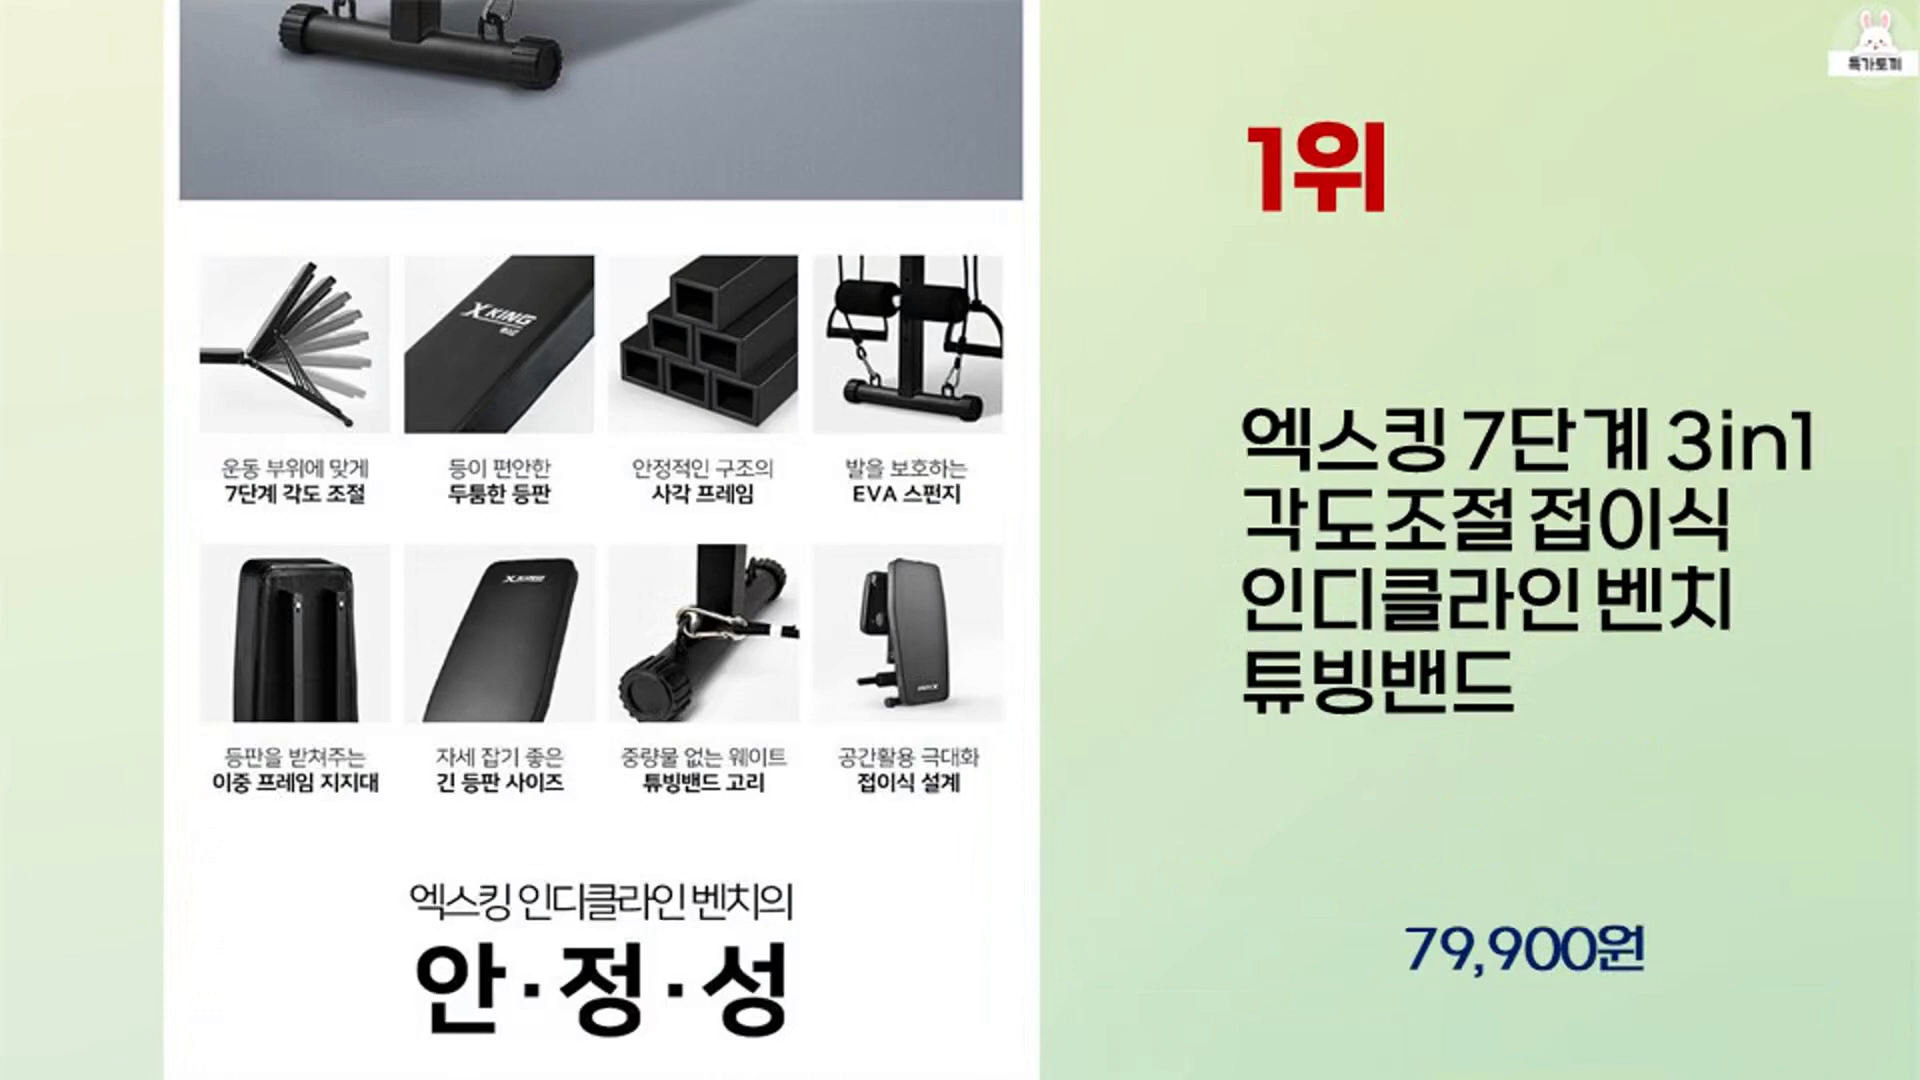 특가토끼
1위
엑스킹 7단계 3in1
각도조절 접이식
인디클라인 벤치
튜빙밴드
79,900원
X KING
운동 부위에 맞게
7단계 각도 조절
등이 편안한
두툼한 등판
안정적인 구조의
사각 프레임
발을 보호하는
EVA 스펀지
등판을 받쳐주는
이중 프레임 지지대
자세 잡기 좋은
긴 등판 사이즈
중량물 없는 웨이트
튜빙밴드 고리
공간활용 극대화
접이식 설계
엑스킹 인디클라인 벤치의
안·정·성